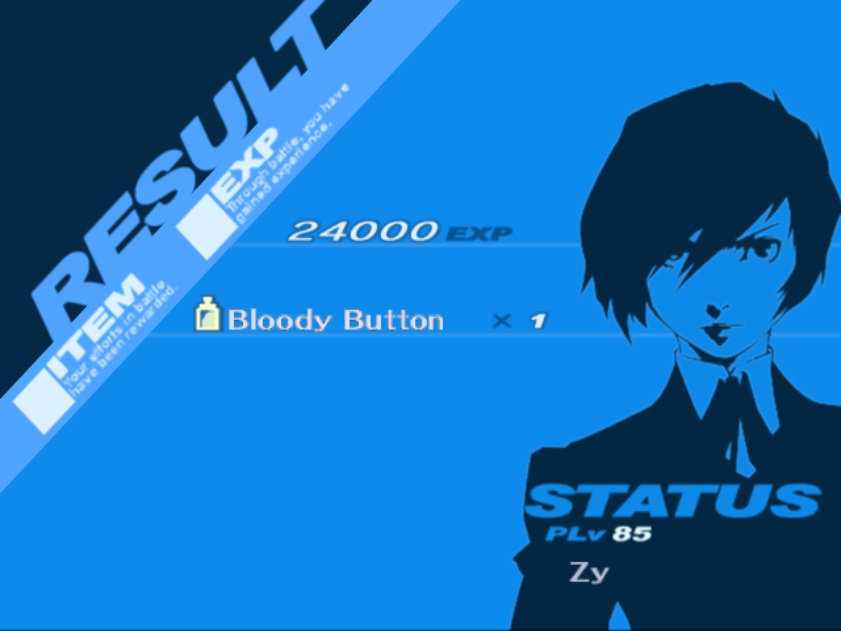 RESULT
EXP
Through battle, you have
gained experience.
24000 EXP
ITEM
Your efforts in battle
have been rewarded.
Bloody Button × 1
STATUS
PLv 85
Zy